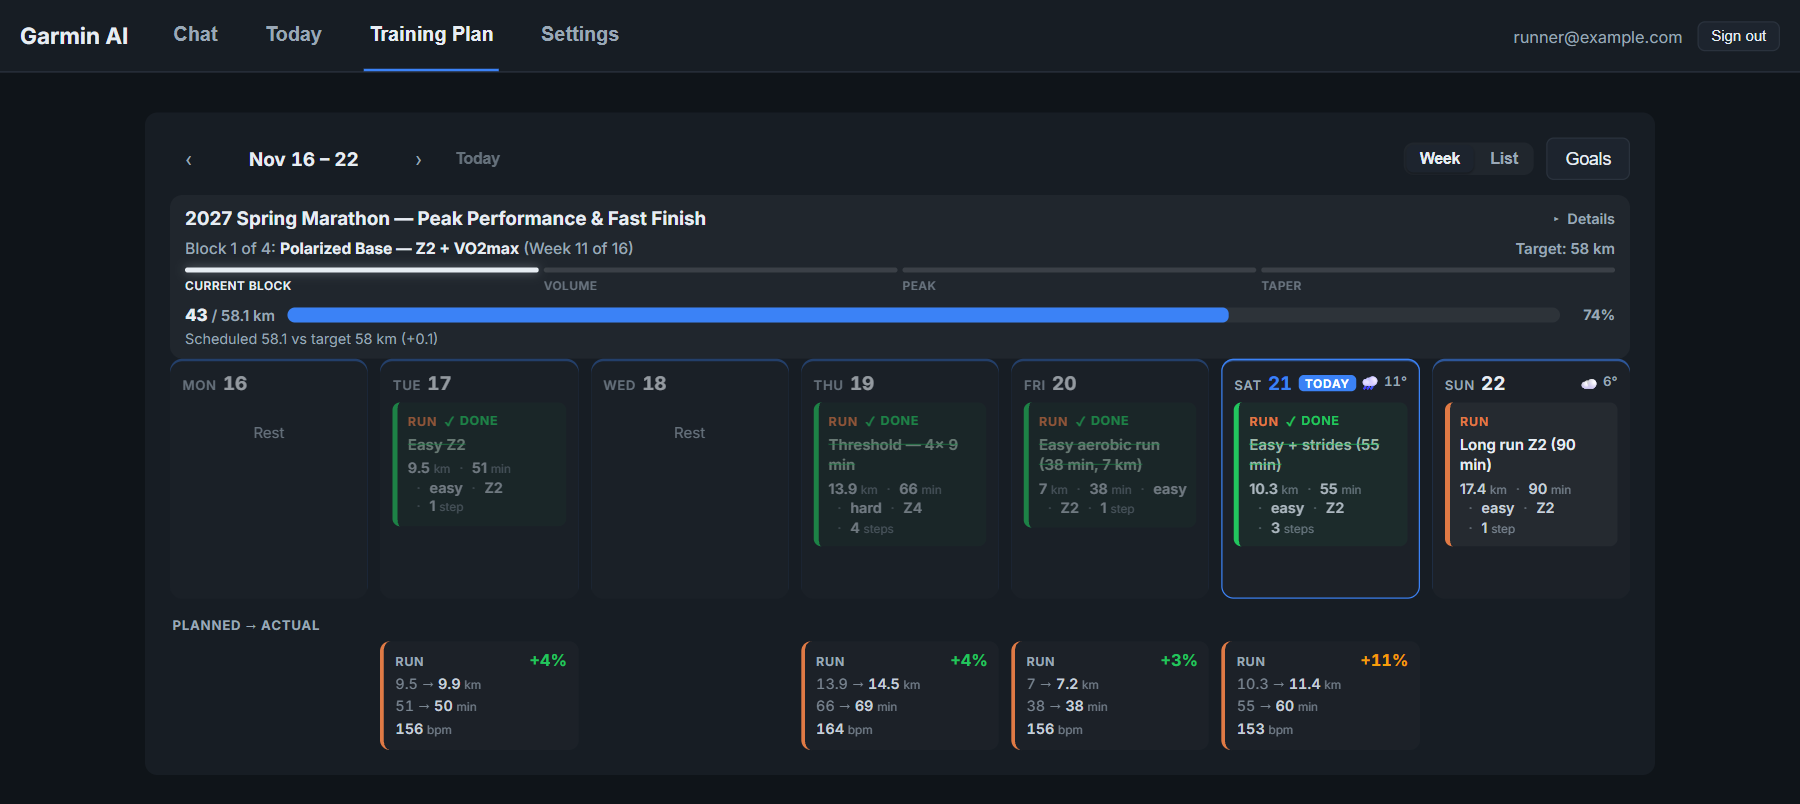 Garmin AI
Chat
Today
Training Plan
Settings
runner@example.com
Sign out
‹
Nov 16 – 22
›
Today
Week
List
Goals
2027 Spring Marathon — Peak Performance & Fast Finish
▸ Details
Block 1 of 4: Polarized Base — Z2 + VO2max (Week 11 of 16)
Target: 58 km
CURRENT BLOCK
VOLUME
PEAK
TAPER
43 / 58.1 km
74%
Scheduled 58.1 vs target 58 km (+0.1)
MON 16
Rest
TUE 17
RUN ✓ DONE
Easy Z2
9.5 km · 51 min
· easy · Z2
· 1 step
WED 18
Rest
THU 19
RUN ✓ DONE
Threshold — 4× 9
min
13.9 km · 66 min
· hard · Z4
· 4 steps
FRI 20
RUN ✓ DONE
Easy aerobic run
(38 min, 7 km)
7 km · 38 min · easy
· Z2 · 1 step
SAT 21 TODAY 11°
RUN ✓ DONE
Easy + strides (55
min)
10.3 km · 55 min
· easy · Z2
· 3 steps
SUN 22 6°
RUN
Long run Z2 (90
min)
17.4 km · 90 min
· easy · Z2
· 1 step
PLANNED → ACTUAL
RUN +4%
9.5 → 9.9 km
51 → 50 min
156 bpm
RUN +4%
13.9 → 14.5 km
66 → 69 min
164 bpm
RUN +3%
7 → 7.2 km
38 → 38 min
156 bpm
RUN +11%
10.3 → 11.4 km
55 → 60 min
153 bpm